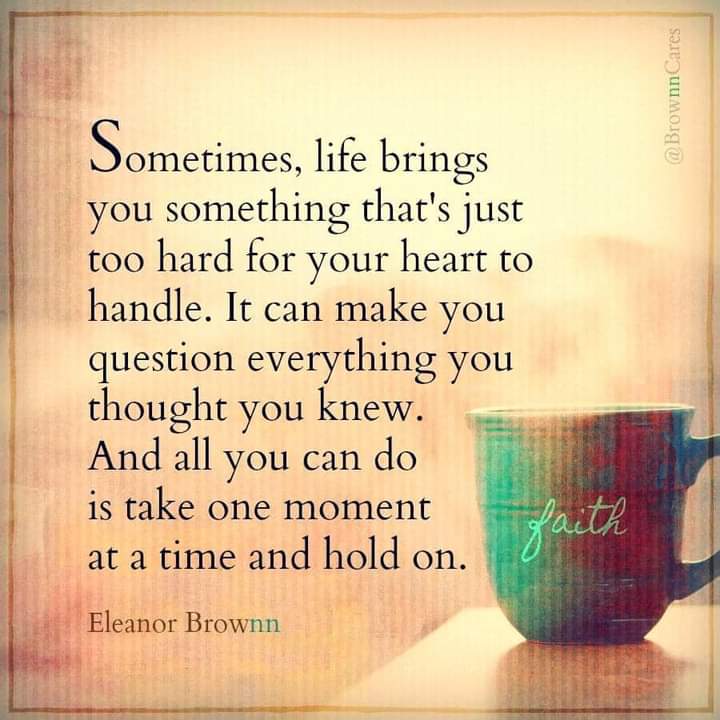 @BrownnCares
Sometimes, life brings
you something that's just
too hard for your heart to
handle. It can make you
question everything you
thought you knew.
And all you can do
is take one moment
at a time and hold on.
faith
Eleanor Brownn